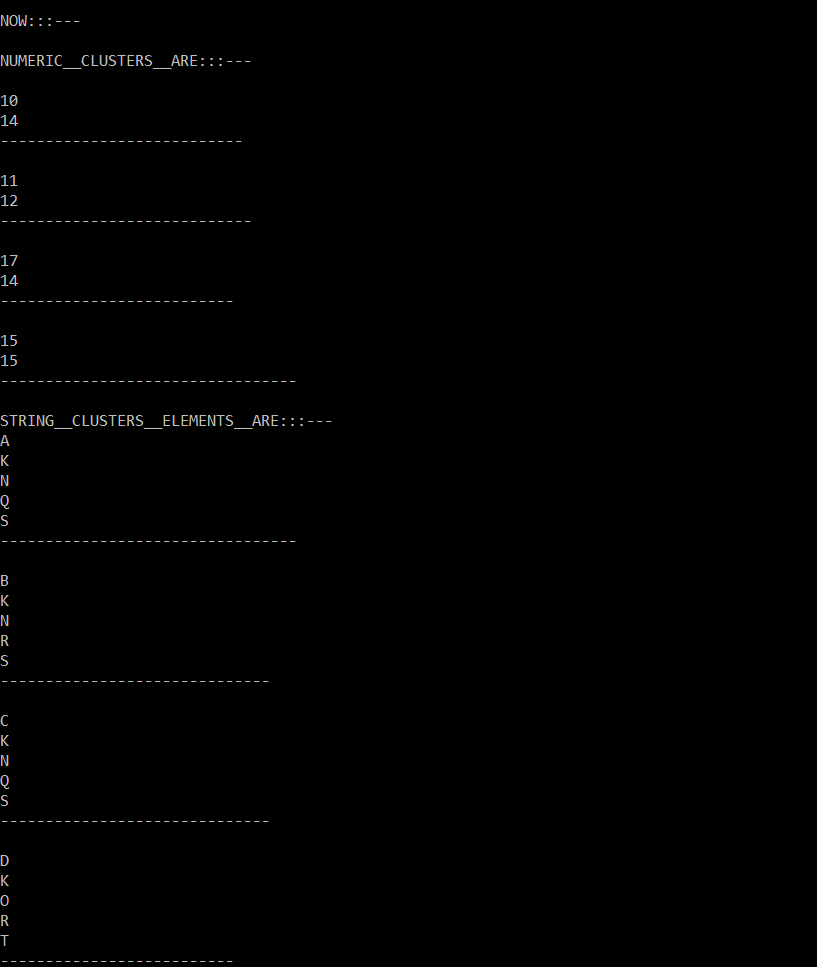 NOW:::---
NUMERIC__CLUSTERS__ARE:::---
10
14
---------------------------
11
12
----------------------------
17
14
--------------------------
15
15
---------------------------------
STRING__CLUSTERS__ELEMENTS__ARE:::---
A
K
N
Q
S
---------------------------------
B
K
N
R
S
------------------------------
C
K
N
Q
S
------------------------------
D
K
O
R
T
--------------------------